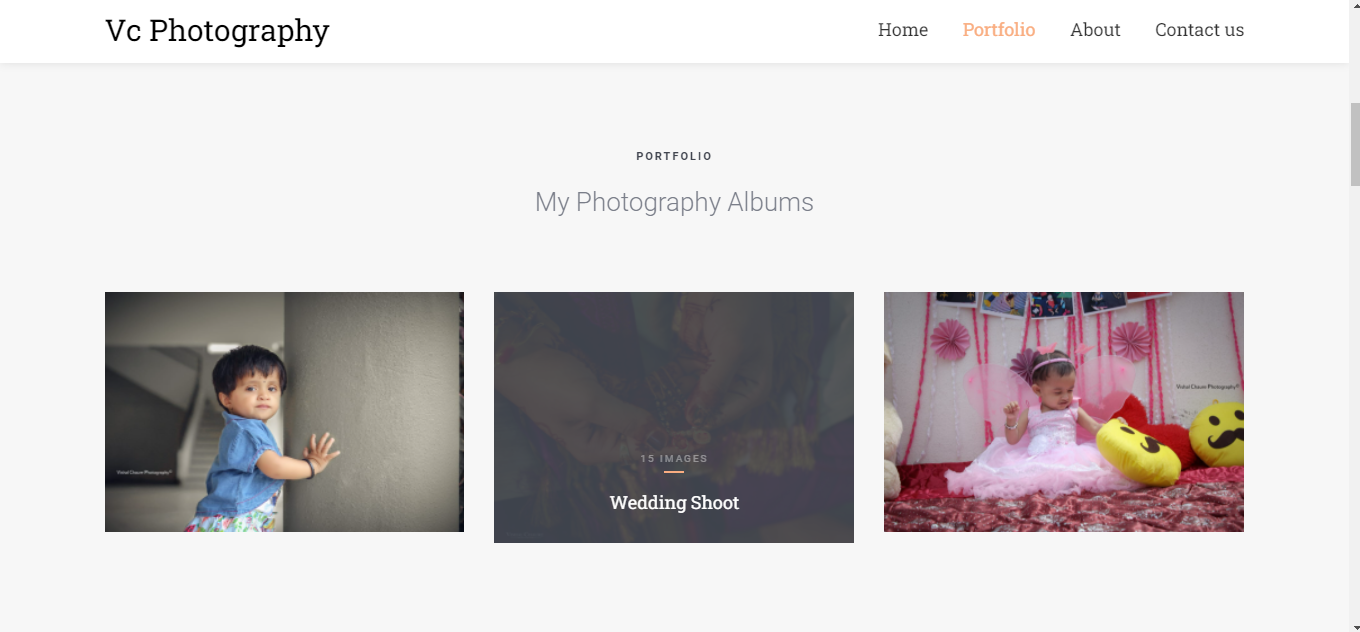 Vc Photography
Home Portfolio About Contact us
PORTFOLIO
My Photography Albums
15 IMAGES
Wedding Shoot
Vishal Chavan Photography®
Vishal Chavan Photography®